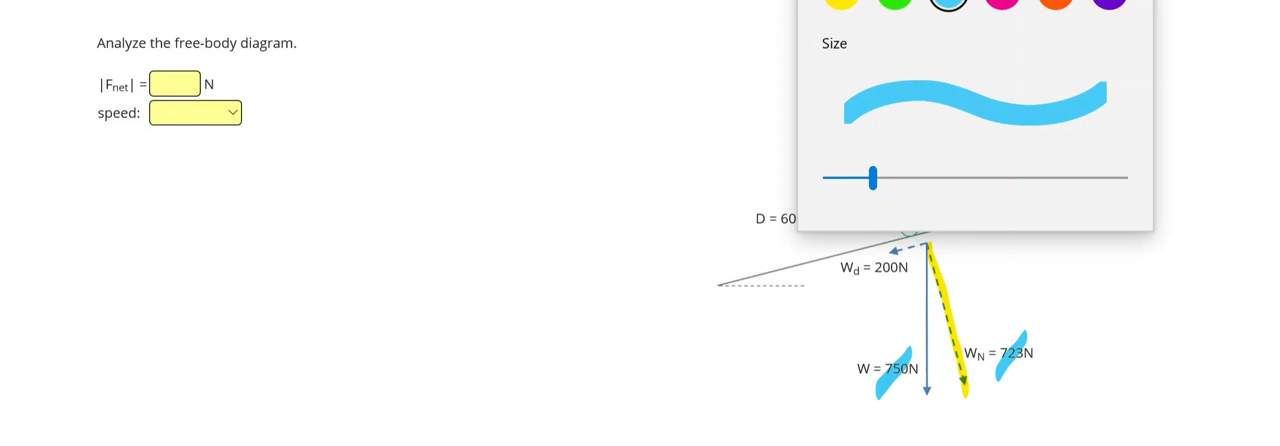 Analyze the free-body diagram.
|Fnet| = N
speed:
Size
D = 60
Wd = 200N
WN = 723N
W = 750N